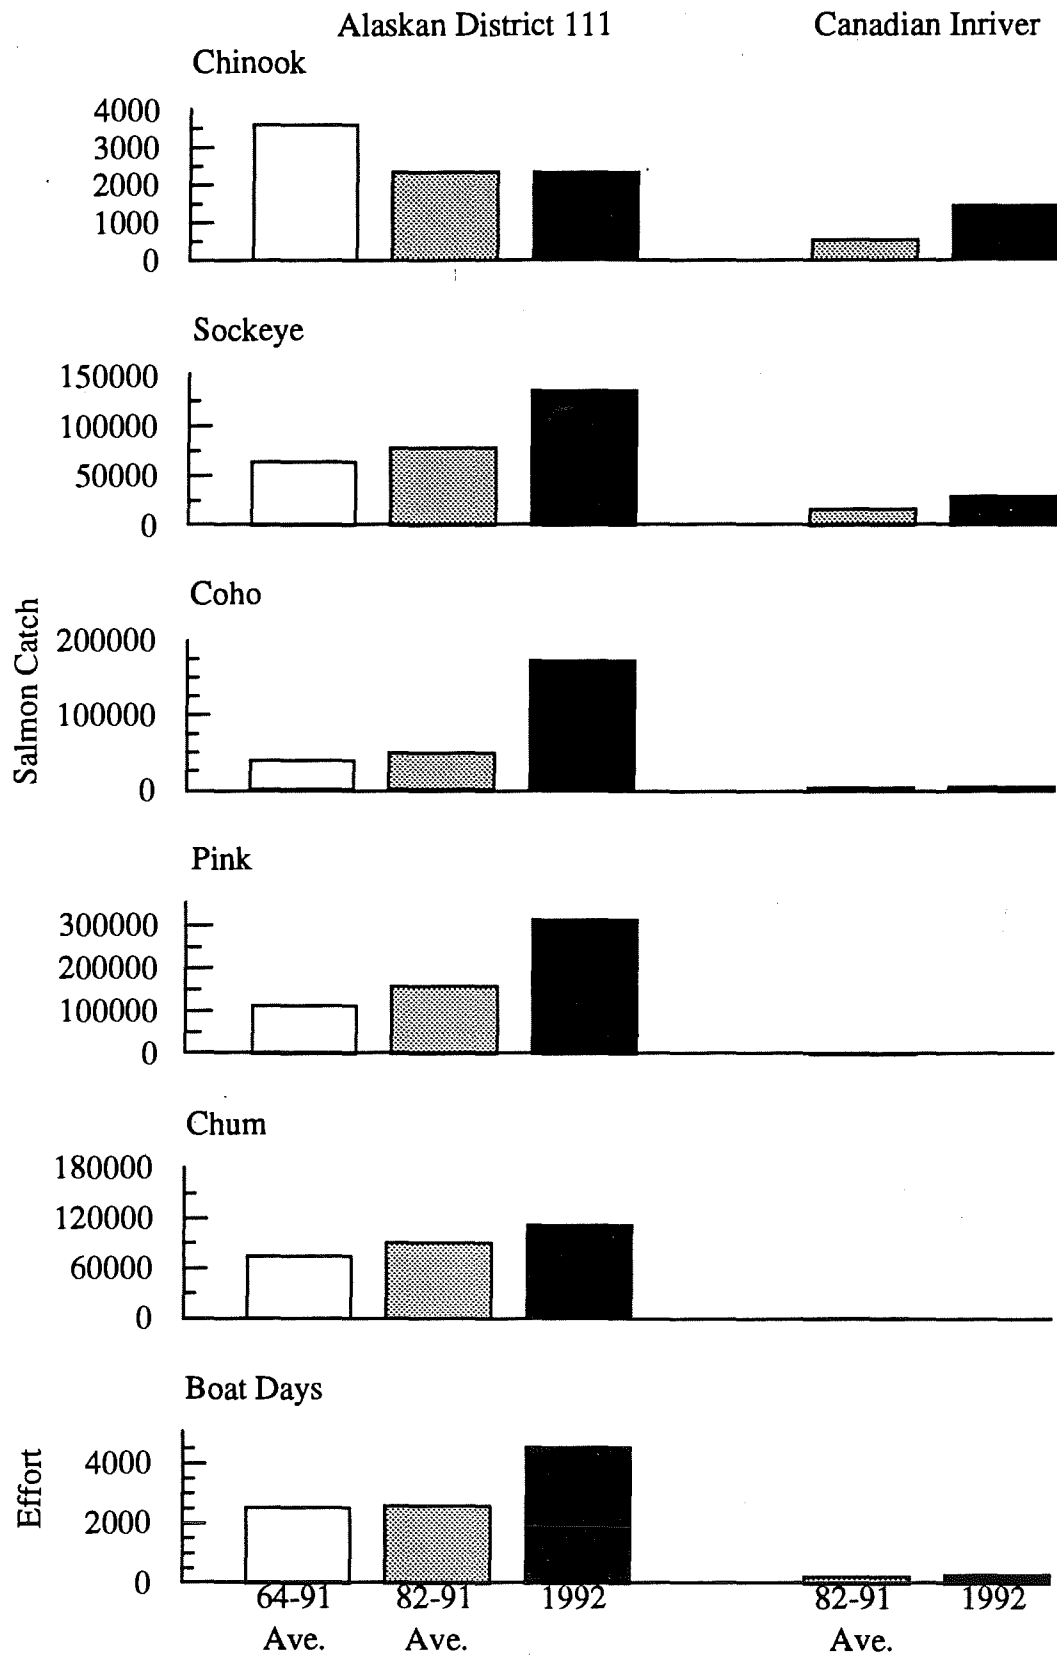 Alaskan District 111 Canadian Inriver
Chinook
4000
3000
2000
1000
0
Sockeye
150000
100000
50000
0
Salmon Catch
Coho
200000
100000
0
Pink
300000
200000
100000
0
Chum
180000
120000
60000
0
Effort
Boat Days
4000
2000
0
64-91 82-91 1992 82-91 1992
Ave. Ave. Ave.